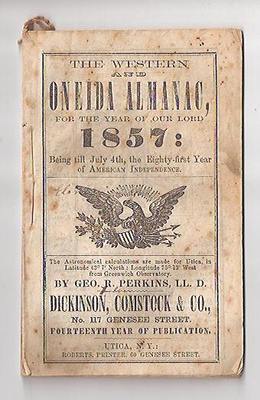 THE WESTERN
AND
ONEIDA ALMANAC,
FOR THE YEAR OF OUR LORD
1857:
Being till July 4th, the Eighty-first Year
of AMERICAN INDEPENDENCE.
The Astronomical calculations are made for Utica, in
Latitude 43° 1' North; Longitude 75° 13' West
from Greenwich Observatory.
BY GEO. R. PERKINS, LL. D.
DICKINSON, COMSTOCK & CO.,
No. 117 GENESEE STREET.
FOURTEENTH YEAR OF PUBLICATION.
UTICA, N. Y.:
ROBERTS, PRINTER, 60 GENESEE STREET.